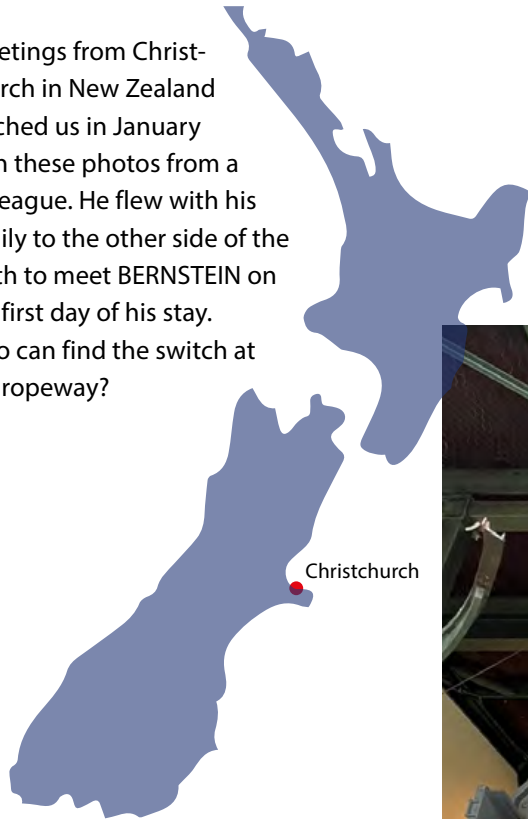 etings from Christ-
rch in New Zealand
ched us in January
n these photos from a
league. He flew with his
ily to the other side of the
th to meet BERNSTEIN on
first day of his stay.
o can find the switch at
ropeway?
Christchurch